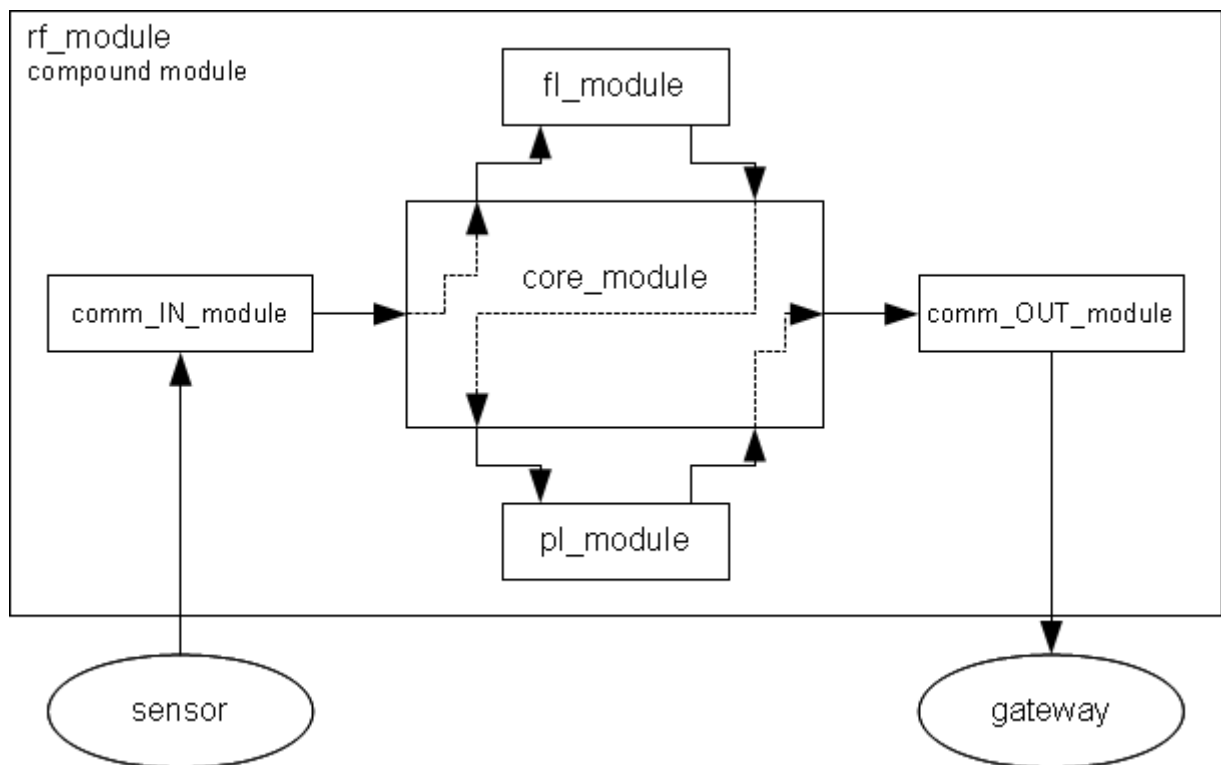 rf_module
compound module
fl_module
core_module
comm_IN_module
comm_OUT_module
pl_module
sensor
gateway